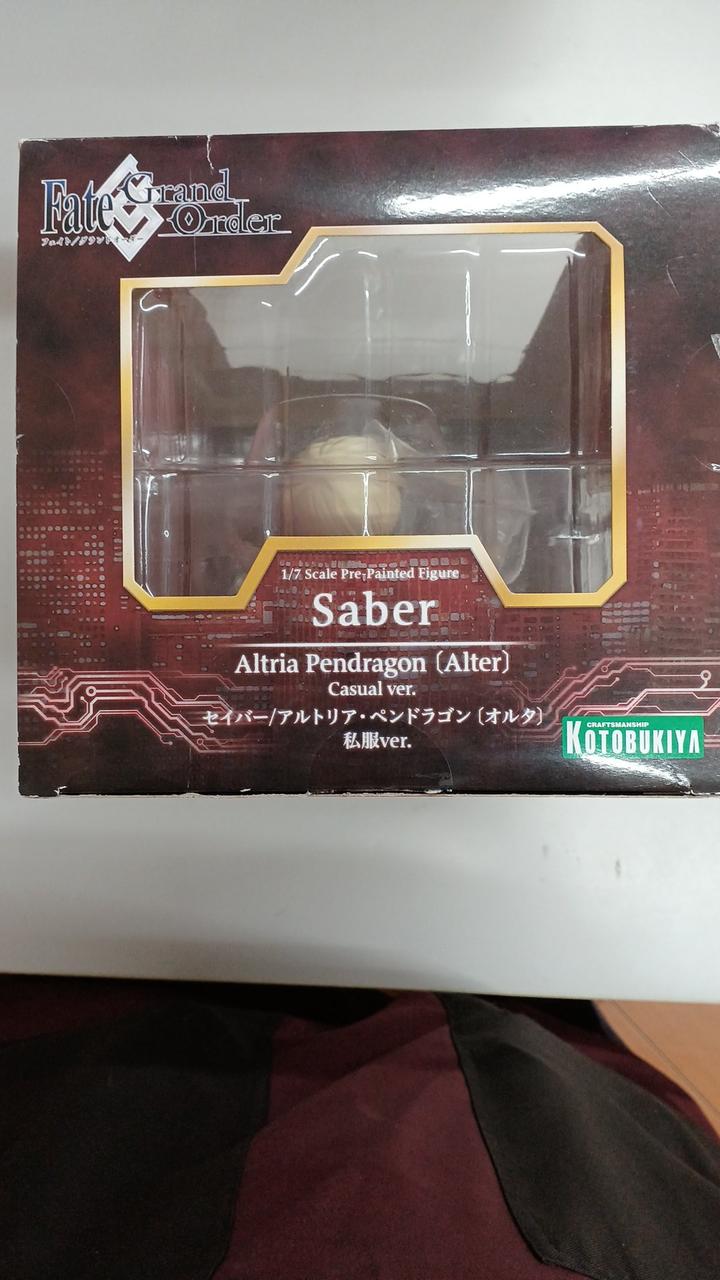 Fate
Grand
Order
フェイト/グランドオーダー
1/7 Scale Pre-Painted Figure
Saber
Altria Pendragon〔Alter〕
Casual ver.
セイバー/アルトリア・ペンドラゴン〔オルタ〕
私服ver.
CRAFTSMANSHIP
KOTOBUKIYA